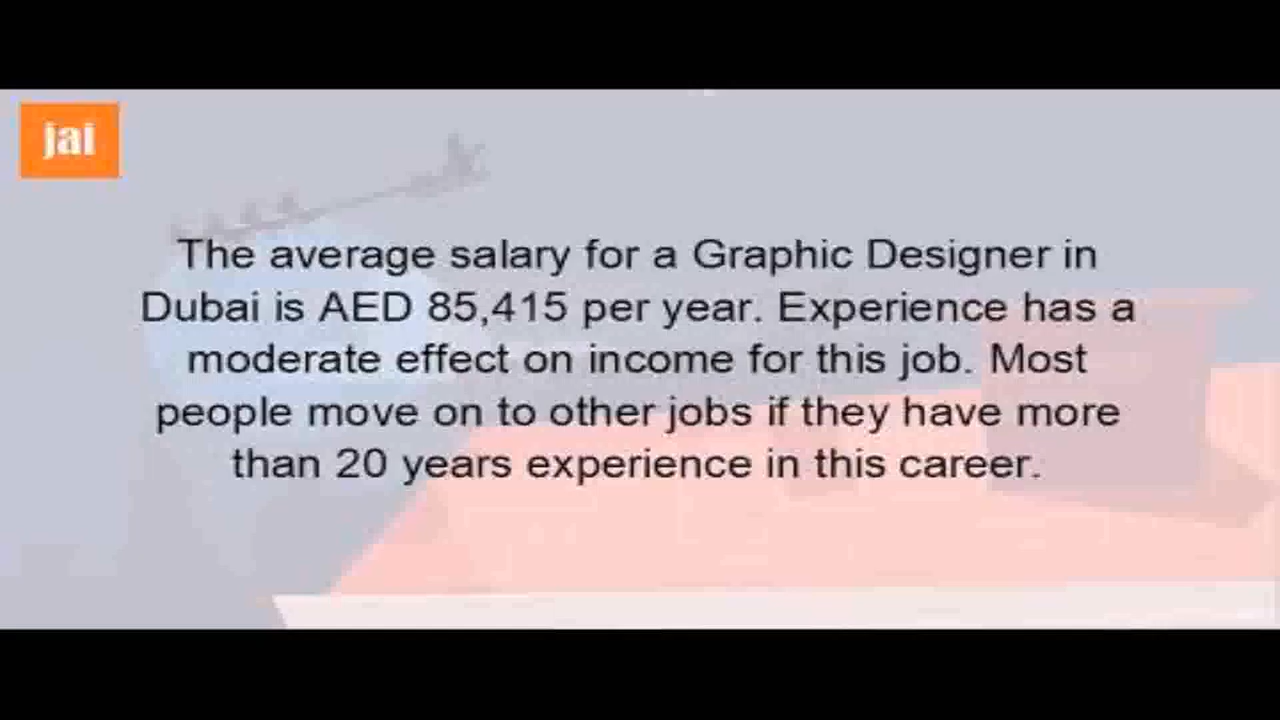 jai
The average salary for a Graphic Designer in
Dubai is AED 85,415 per year. Experience has a
moderate effect on income for this job. Most
people move on to other jobs if they have more
than 20 years experience in this career.